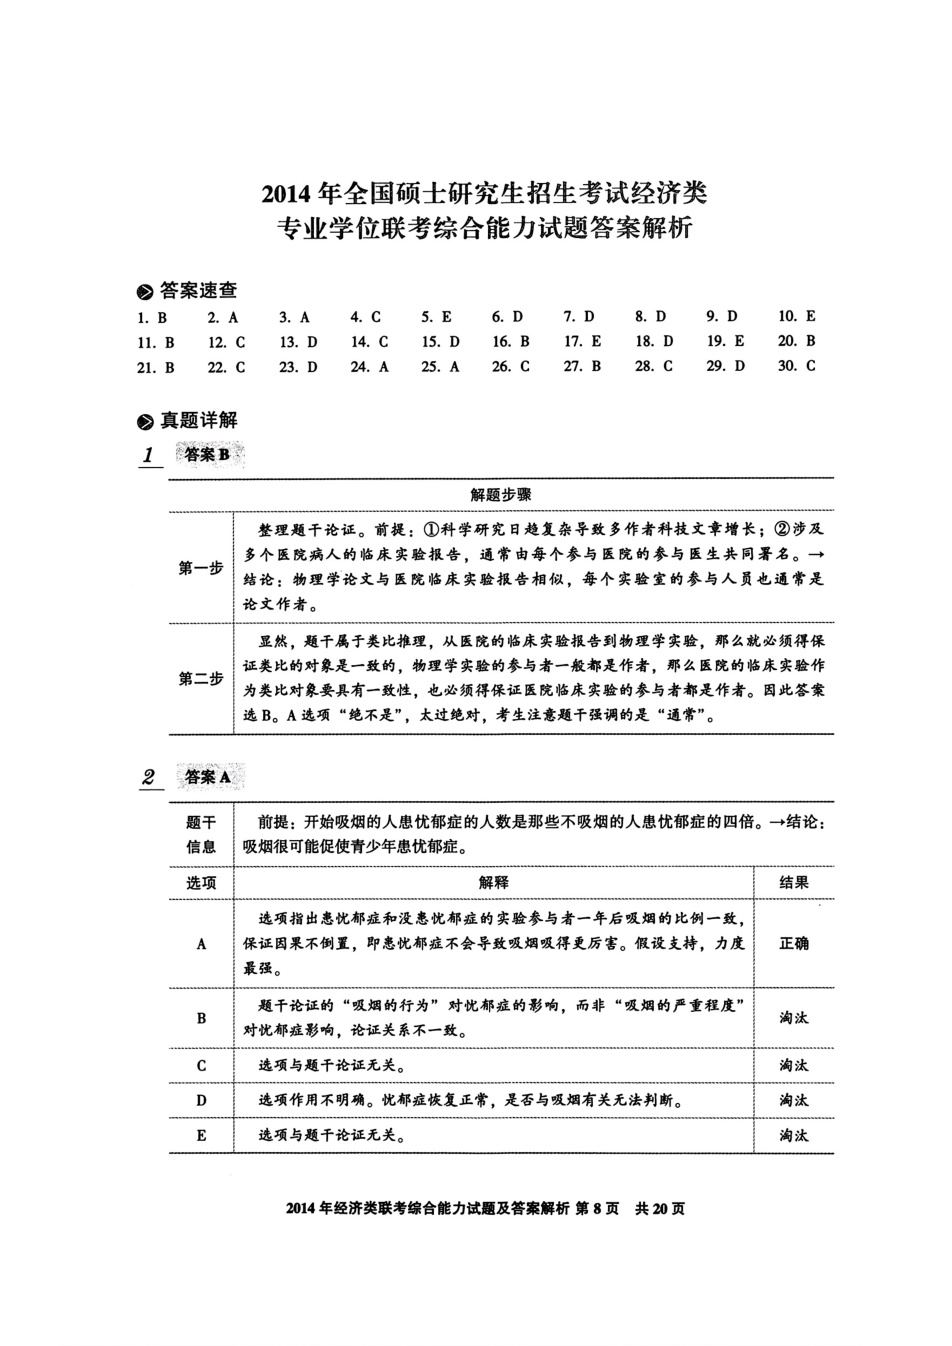 2014 年全国硕士研究生招生考试经济类
专业学位联考综合能力试题答案解析
答案速查
1. B 2. A 3. A 4. C 5. E 6. D 7. D 8. D 9. D 10. E
11. B 12. C 13. D 14. C 15. D 16. B 17. E 18. D 19. E 20. B
21. B 22. C 23. D 24. A 25. A 26. C 27. B 28. C 29. D 30. C
真题详解
1 答案 B
解题步骤
第一步
整理题干论证。前提：①科学研究日趋复杂导致多作者科技文章增长；②涉及
多个医院病人的临床实验报告，通常由每个参与医院的参与医生共同署名。→
结论：物理学论文与医院临床实验报告相似，每个实验室的参与人员也通常是
论文作者。
第二步
显然，题干属于类比推理，从医院的临床实验报告到物理学实验，那么就必须得保
证类比的对象是一致的，物理学实验的参与者一般都是作者，那么医院的临床实验作
为类比对象要具有一致性，也必须得保证医院临床实验的参与者都是作者。因此答案
选 B。A 选项“绝不是”，太过绝对，考生注意题干强调的是“通常”。
2 答案 A
题干
信息
前提：开始吸烟的人患忧郁症的人数是那些不吸烟的人患忧郁症的四倍。→结论：
吸烟很可能促使青少年患忧郁症。
选项 解释 结果
A
选项指出患忧郁症和没患忧郁症的实验参与者一年后吸烟的比例一致，
保证因果不倒置，即患忧郁症不会导致吸烟吸得更厉害。假设支持，力度
最强。
正确
B
题干论证的“吸烟的行为”对忧郁症的影响，而非“吸烟的严重程度”
对忧郁症影响，论证关系不一致。
淘汰
C 选项与题干论证无关。 淘汰
D 选项作用不明确。忧郁症恢复正常，是否与吸烟有关无法判断。 淘汰
E 选项与题干论证无关。 淘汰
2014 年经济类联考综合能力试题及答案解析 第 8 页 共 20 页